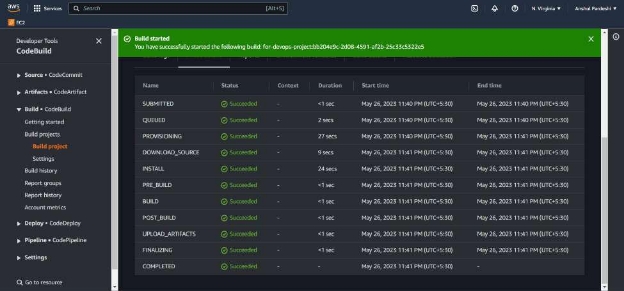 aws
Services
Search
[Alt+S]
N. Virginia
Anshal Pardeshi
EC2
Developer Tools
CodeBuild
Source • CodeCommit
Artifacts • CodeArtifact
Build • CodeBuild
Getting started
Build projects
Build project
Settings
Build history
Report groups
Report history
Account metrics
Deploy • CodeDeploy
Pipeline • CodePipeline
Settings
Go to resource
Build started
You have successfully started the following build:
Name Status Context Duration Start time End time
SUBMITTED Succeeded - <1 sec May 26, 2023 11:40 PM (UTC+5:30) May 26, 2023 11:40 PM (UTC+5:30)
QUEUED Succeeded - 2 secs May 26, 2023 11:40 PM (UTC+5:30) May 26, 2023 11:40 PM (UTC+5:30)
PROVISIONING Succeeded - 27 secs May 26, 2023 11:40 PM (UTC+5:30) May 26, 2023 11:41 PM (UTC+5:30)
DOWNLOAD_SOURCE Succeeded - 9 secs May 26, 2023 11:41 PM (UTC+5:30) May 26, 2023 11:41 PM (UTC+5:30)
INSTALL Succeeded - 24 secs May 26, 2023 11:41 PM (UTC+5:30) May 26, 2023 11:41 PM (UTC+5:30)
PRE_BUILD Succeeded - <1 sec May 26, 2023 11:41 PM (UTC+5:30) May 26, 2023 11:41 PM (UTC+5:30)
BUILD Succeeded - <1 sec May 26, 2023 11:41 PM (UTC+5:30) May 26, 2023 11:41 PM (UTC+5:30)
POST_BUILD Succeeded - <1 sec May 26, 2023 11:41 PM (UTC+5:30) May 26, 2023 11:41 PM (UTC+5:30)
UPLOAD_ARTIFACTS Succeeded - <1 sec May 26, 2023 11:41 PM (UTC+5:30) May 26, 2023 11:41 PM (UTC+5:30)
FINALIZING Succeeded - <1 sec May 26, 2023 11:41 PM (UTC+5:30) May 26, 2023 11:41 PM (UTC+5:30)
COMPLETED Succeeded - - May 26, 2023 11:41 PM (UTC+5:30) -